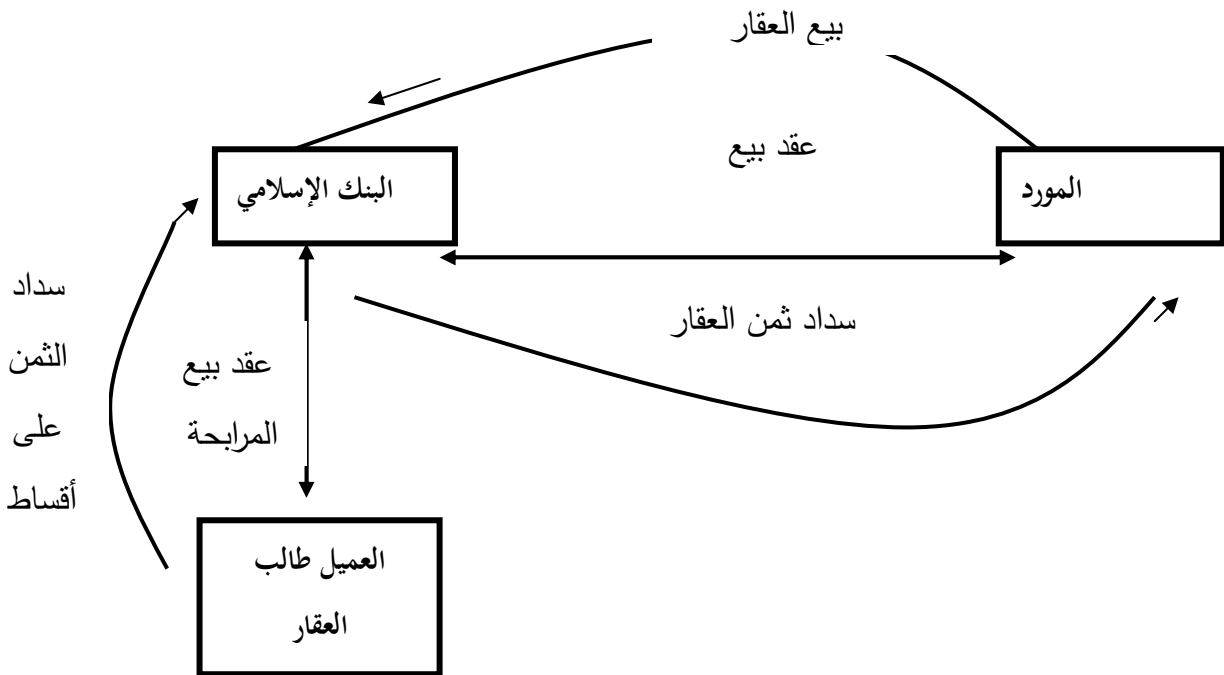 بيع العقار
عقد بيع
المورد
البنك الإسلامي
سداد ثمن العقار
عقد بيع
المرابحة
سداد
الثمن
على
أقساط
العميل طالب
العقار